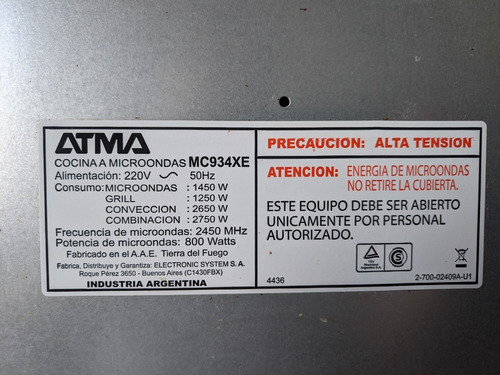 ATMA
COCINA A MICROONDAS MC934XE
Alimentación: 220V 50Hz
Consumo: MICROONDAS : 1450 W
GRILL : 1250 W
CONVECCION : 2650 W
COMBINACION : 2750 W
Frecuencia de microondas: 2450 MHz
Potencia de microondas: 800 Watts
Fabricado en el A.A.E. Tierra del Fuego
Fabrica, Distribuye y Garantiza: ELECTRONIC SYSTEM S. A.
Roque Pérez 3650 - Buenos Aires (C1430FBX)
INDUSTRIA ARGENTINA
PRECAUCION: ALTA TENSION
ATENCION: ENERGIA DE MICROONDAS
NO RETIRE LA CUBIERTA.
ESTE EQUIPO DEBE SER ABIERTO
UNICAMENTE POR PERSONAL
AUTORIZADO.
4436
2-700-02409A-U1